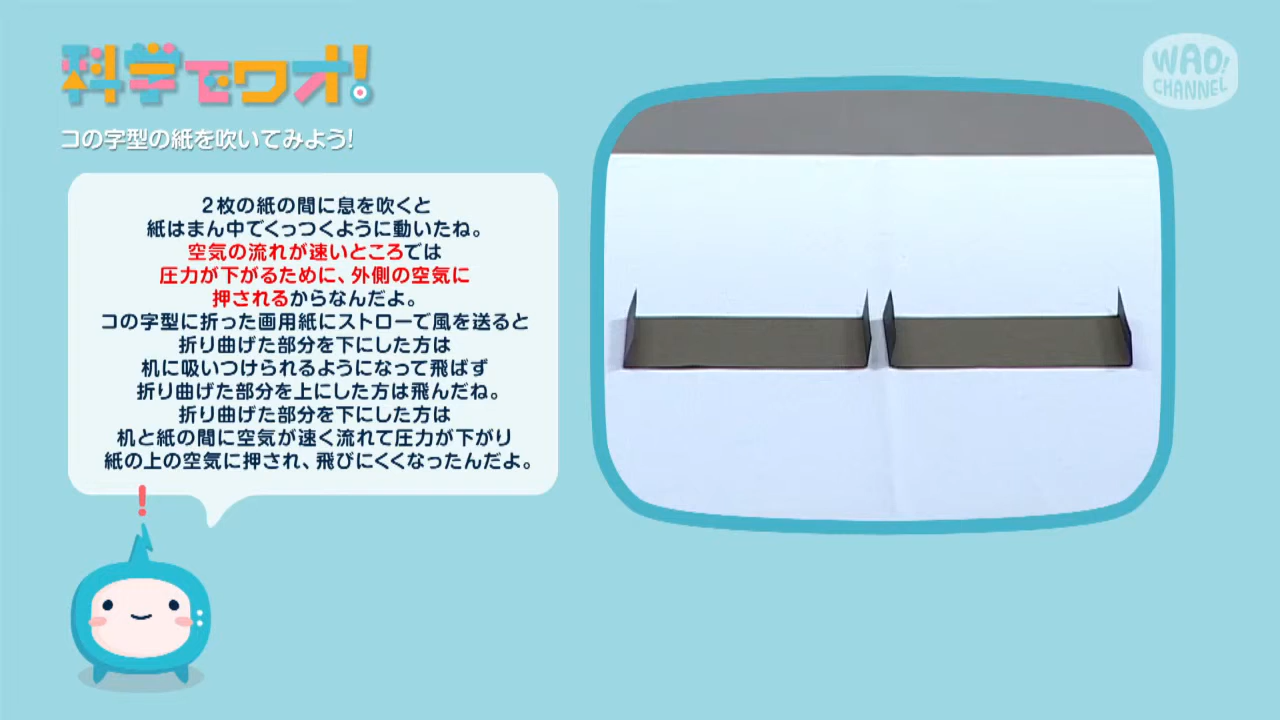 科学でワオ!
WAO!
CHANNEL
コの字型の紙を吹いてみよう!
2枚の紙の間に息を吹くと
紙はまん中でくっつくように動いたね。
空気の流れが速いところでは
圧力が下がるために、外側の空気に
押されるからなんだよ。
コの字型に折った画用紙にストローで風を送ると
折り曲げた部分を下にした方は
机に吸いつけられるようになって飛ばず
折り曲げた部分を上にした方は飛んだね。
折り曲げた部分を下にした方は
机と紙の間に空気が速く流れて圧力が下がり
紙の上の空気に押され、飛びにくくなったんだよ。
!